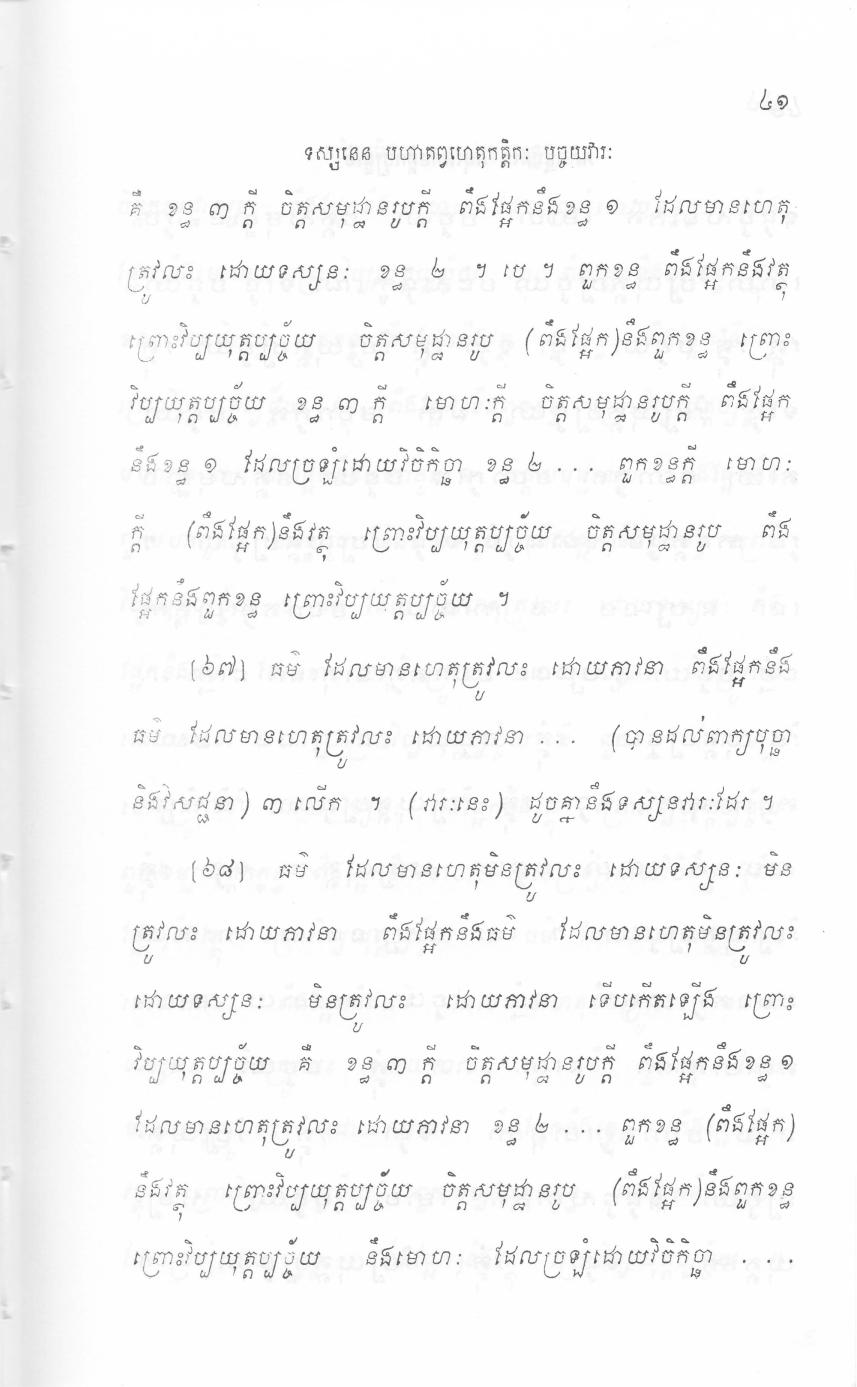 ៤១
ទស្សនេន បហាតព្វហេតុកត្តិកៈ បច្ចយវារៈ
គឺ ខន្ធ ៣ ក្តី ចិត្តសមុដ្ឋានរូបក្តី ពឹងផ្អែកនឹងខន្ធ ១ ដែលមានហេតុ
ត្រូវលះ ដោយទស្សនៈ ខន្ធ ២ ។ បេ ។ ពួកខន្ធ ពឹងផ្អែកនឹងវត្ថុ
ព្រោះវិប្បយុត្តប្បច្ច័យ ចិត្តសមុដ្ឋានរូប (ពឹងផ្អែក)នឹងពួកខន្ធ ព្រោះ
វិប្បយុត្តប្បច្ច័យ ខន្ធ ៣ ក្តី មោហៈក្តី ចិត្តសមុដ្ឋានរូបក្តី ពឹងផ្អែក
នឹងខន្ធ ១ ដែលច្រឡំដោយវិចិកិច្ឆា ខន្ធ ២ ... ពួកខន្ធក្តី មោហៈ
ក្តី (ពឹងផ្អែក)នឹងវត្ថុ ព្រោះវិប្បយុត្តប្បច្ច័យ ចិត្តសមុដ្ឋានរូប ពឹង
ផ្អែកនឹងពួកខន្ធ ព្រោះវិប្បយុត្តប្បច្ច័យ ។
[៦៧] ធម៌ ដែលមានហេតុត្រូវលះ ដោយភាវនា ពឹងផ្អែកនឹង
ធម៌ ដែលមានហេតុត្រូវលះ ដោយភាវនា ... (បានដល់ពាក្យបុច្ឆា
និងវិសជ្ជនា) ៣ លើក ។ (វារៈនេះ) ដូចគ្នានឹងទស្សនវារៈដែរ ។
[៦៨] ធម៌ ដែលមានហេតុមិនត្រូវលះ ដោយទស្សនៈ មិន
ត្រូវលះ ដោយភាវនា ពឹងផ្អែកនឹងធម៌ ដែលមានហេតុមិនត្រូវលះ
ដោយទស្សនៈ មិនត្រូវលះ ដោយភាវនា ទើបកើតឡើង ព្រោះ
វិប្បយុត្តប្បច្ច័យ គឺ ខន្ធ ៣ ក្តី ចិត្តសមុដ្ឋានរូបក្តី ពឹងផ្អែកនឹងខន្ធ ១
ដែលមានហេតុត្រូវលះ ដោយភាវនា ខន្ធ ២ ... ពួកខន្ធ (ពឹងផ្អែក)
នឹងវត្ថុ ព្រោះវិប្បយុត្តប្បច្ច័យ ចិត្តសមុដ្ឋានរូប (ពឹងផ្អែក)នឹងពួកខន្ធ
ព្រោះវិប្បយុត្តប្បច្ច័យ នឹងមោហៈ ដែលច្រឡំដោយវិចិកិច្ឆា ...